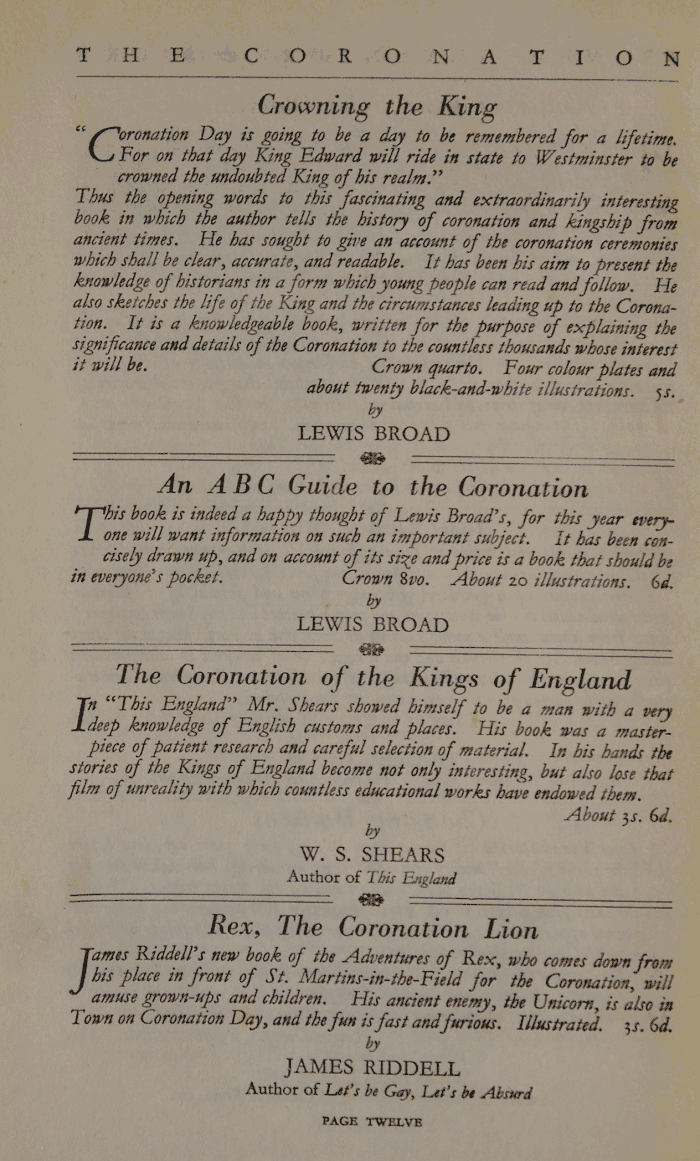 THE CORONATION
Crowning the King
“Coronation Day is going to be a day to be remembered for a lifetime.
For on that day King Edward will ride in state to Westminster to be
crowned the undoubted King of his realm.”
Thus the opening words to this fascinating and extraordinarily interesting
book in which the author tells the history of coronation and kingship from
ancient times. He has sought to give an account of the coronation ceremonies
which shall be clear, accurate, and readable. It has been his aim to present the
knowledge of historians in a form which young people can read and follow. He
also sketches the life of the King and the circumstances leading up to the Corona-
tion. It is a knowledgeable book, written for the purpose of explaining the
significance and details of the Coronation to the countless thousands whose interest
it will be. Crown quarto. Four colour plates and
about twenty black-and-white illustrations. 5s.
by
LEWIS BROAD
An ABC Guide to the Coronation
This book is indeed a happy thought of Lewis Broad’s, for this year every-
one will want information on such an important subject. It has been con-
cisely drawn up, and on account of its size and price is a book that should be
in everyone’s pocket. Crown 8vo. About 20 illustrations. 6d.
by
LEWIS BROAD
The Coronation of the Kings of England
In “This England” Mr. Shears showed himself to be a man with a very
deep knowledge of English customs and places. His book was a master-
piece of patient research and careful selection of material. In his hands the
stories of the Kings of England become not only interesting, but also lose that
film of unreality with which countless educational works have endowed them.
About 3s. 6d.
by
W. S. SHEARS
Author of This England
Rex, The Coronation Lion
James Riddell’s new book of the Adventures of Rex, who comes down from
his place in front of St. Martins-in-the-Field for the Coronation, will
amuse grown-ups and children. His ancient enemy, the Unicorn, is also in
Town on Coronation Day, and the fun is fast and furious. Illustrated. 3s. 6d.
by
JAMES RIDDELL
Author of Let’s be Gay, Let’s be Absurd
PAGE TWELVE